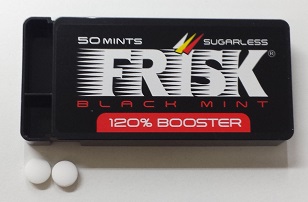 50 MINTS SUGARLESS
FRISK®
BLACK MINT
120% BOOSTER